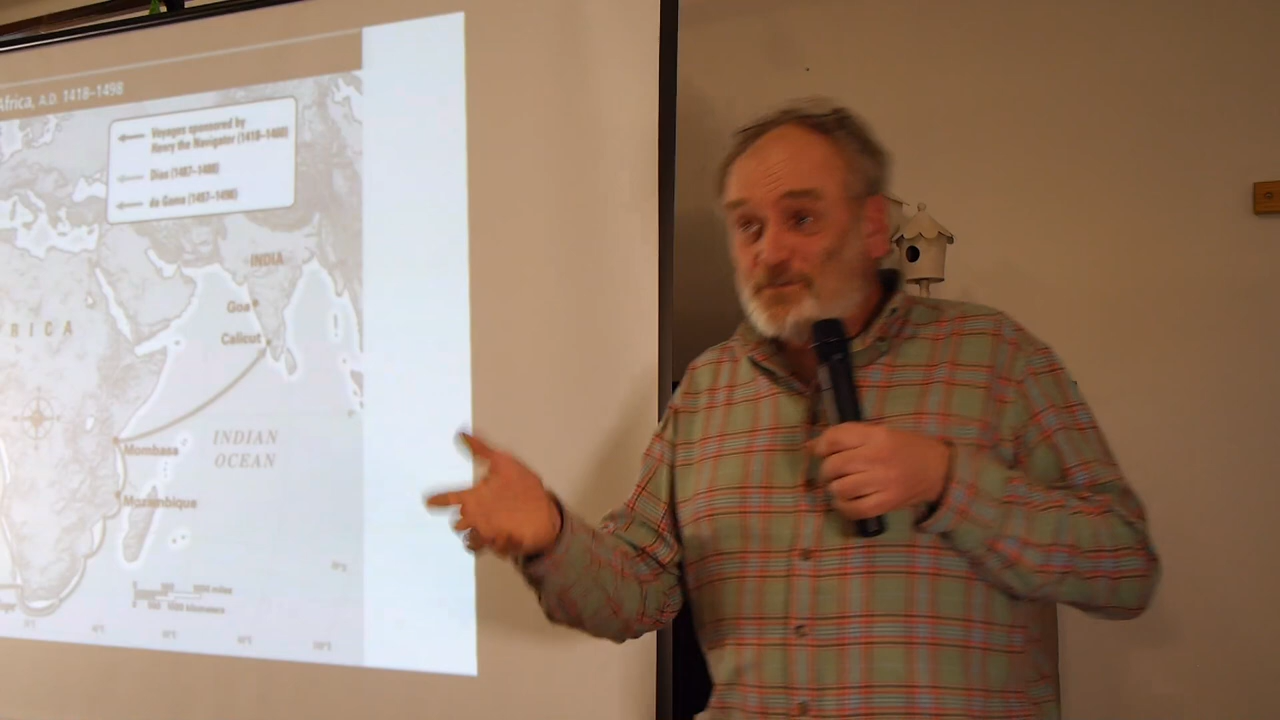 Africa, A.D. 1418–1498
Voyages sponsored by
Henry the Navigator (1418–1460)
Dias (1487–1488)
da Gama (1497–1498)
INDIA
Goa
RICA
Calicut
INDIAN
OCEAN
Mombasa
Mozambique